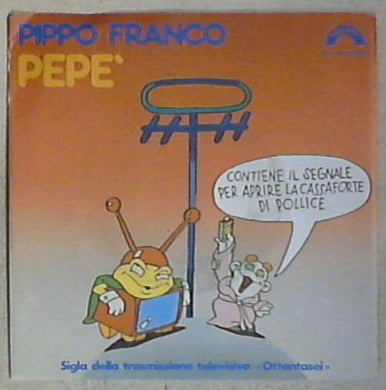 PIPPO FRANCO
PEPE`
CONTIENE IL SEGNALE
PER APRIRE LA CASSAFORTE
DI POLLICE
Sigla della trasmissione televisiva «Ottantasei»